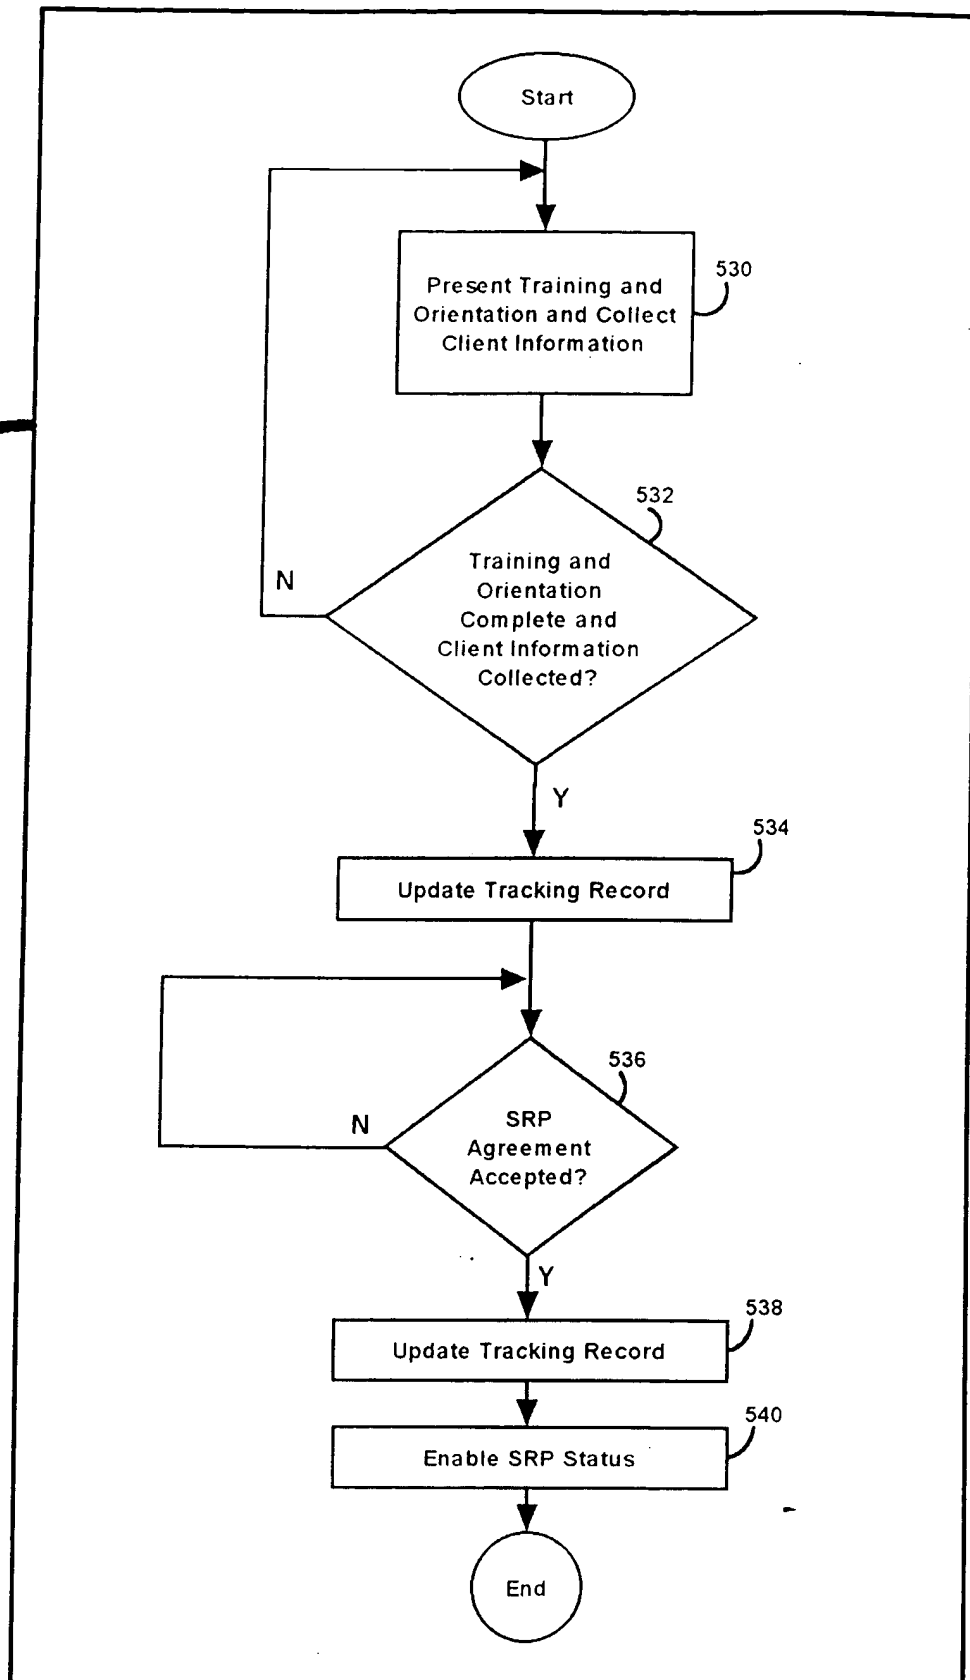 Start
530
Present Training and
Orientation and Collect
Client Information
532
Training and
Orientation
Complete and
Client Information
Collected?
N
Y
534
Update Tracking Record
536
SRP
Agreement
Accepted?
N
Y
538
Update Tracking Record
540
Enable SRP Status
End